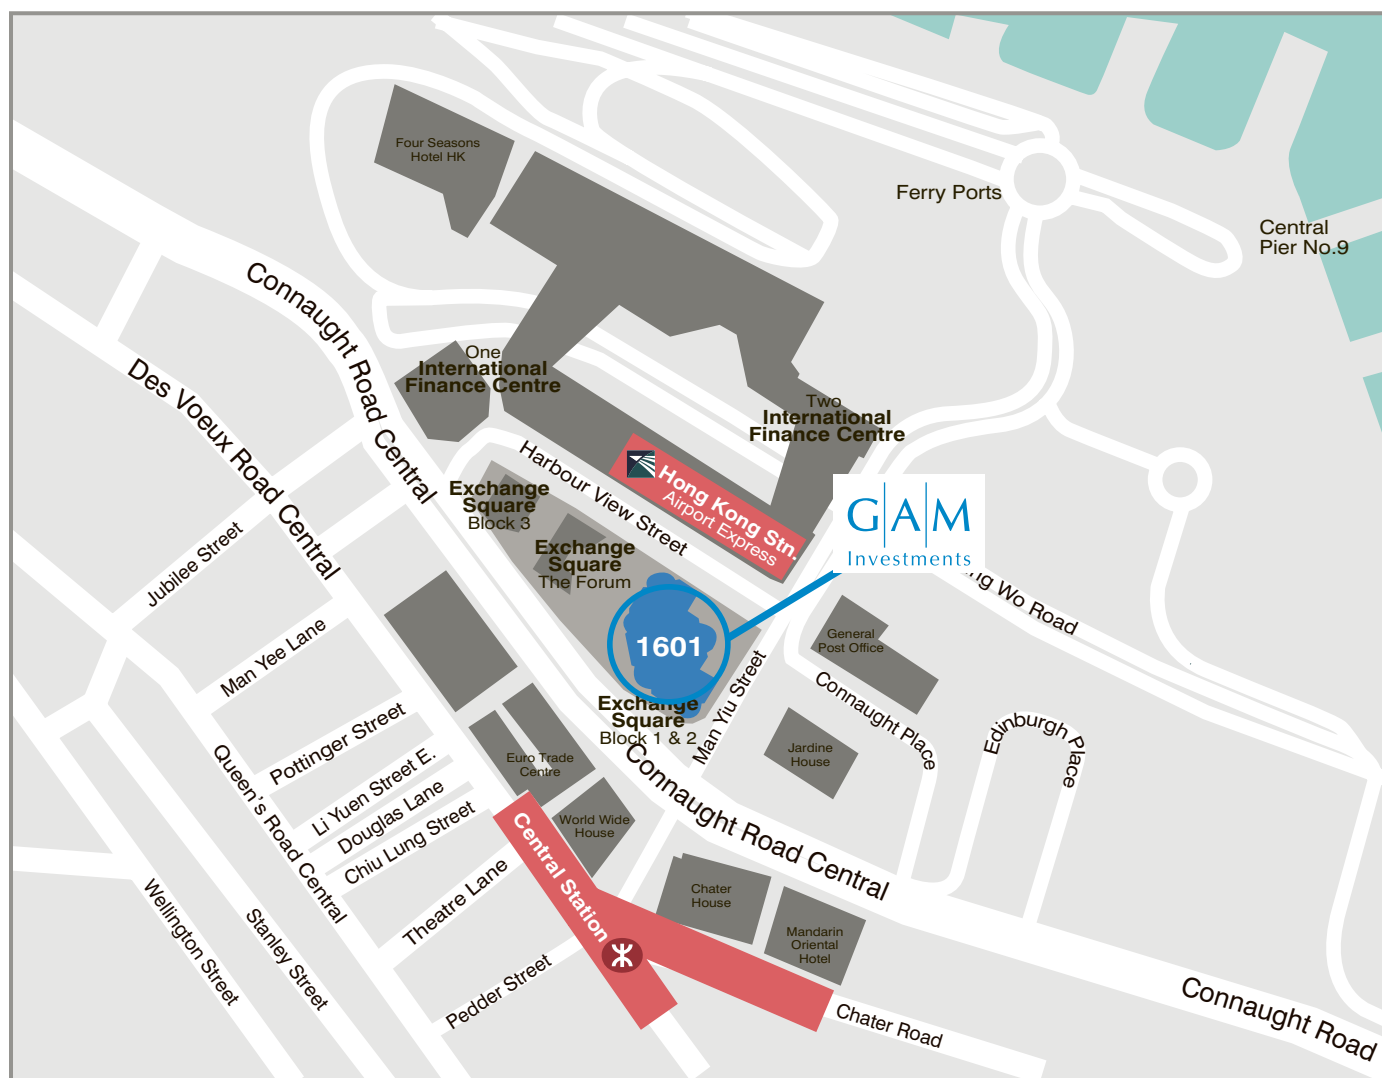 Four Seasons
Hotel HK
Ferry Ports
Central
Pier No.9
Connaught Road Central
One
International
Finance Centre
Des Voeux Road Central
Two
International
Finance Centre
Harbour View Street
Hong Kong Stn.
Airport Express
Exchange
Square
Block 3
G|A|M
Investments
Exchange
Square
The Forum
Jubilee Street
ng Wo Road
1601
General
Post Office
Man Yee Lane
Man Yiu Street
Connaught Place
Exchange
Square
Block 1 & 2
Edinburgh Place
Pottinger Street
Jardine
House
Euro Trade
Centre
Li Yuen Street E.
Douglas Lane
Chiu Lung Street
Queen's Road Central
World Wide
House
Connaught Road Central
Central Station
Theatre Lane
Chater
House
Mandarin
Oriental
Hotel
Wellington Street
Stanley Street
Pedder Street
Chater Road
Connaught Road